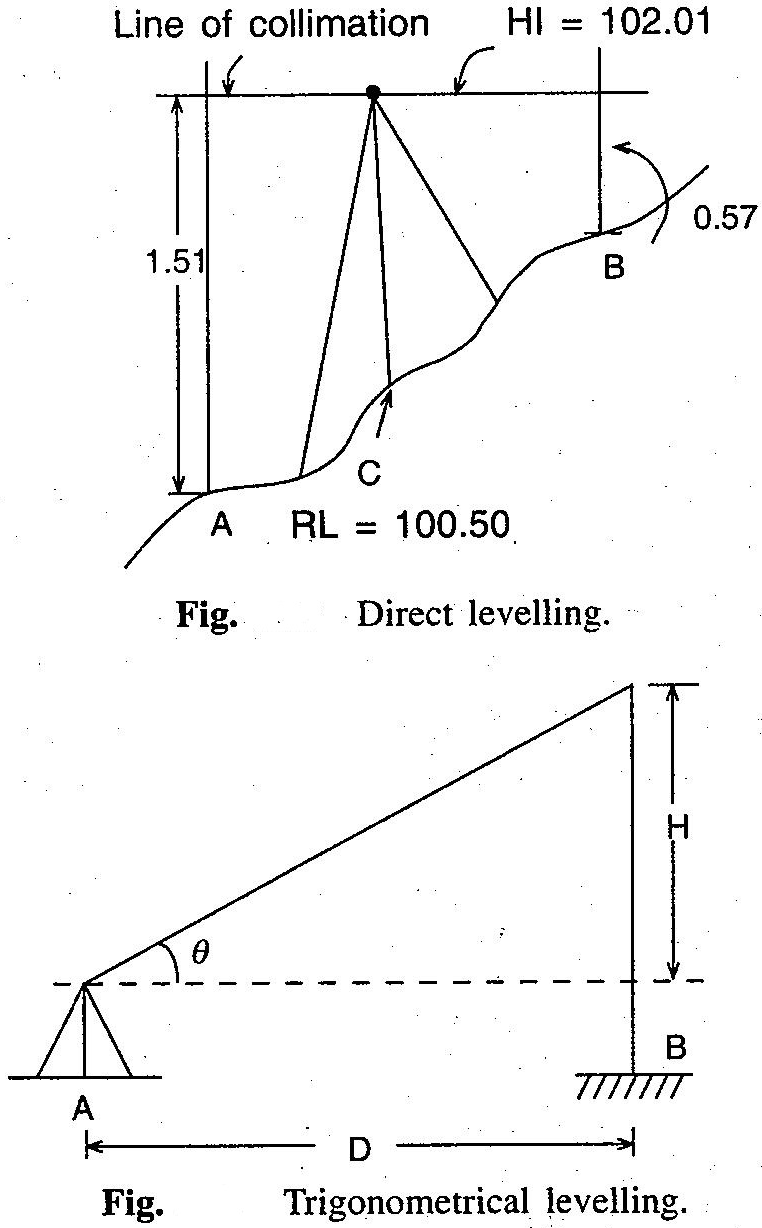 Line of collimation HI = 102.01
1.51
0.57
B
C
A RL = 100.50
Fig. Direct levelling.
H
θ
B
A
D
Fig. Trigonometrical levelling.